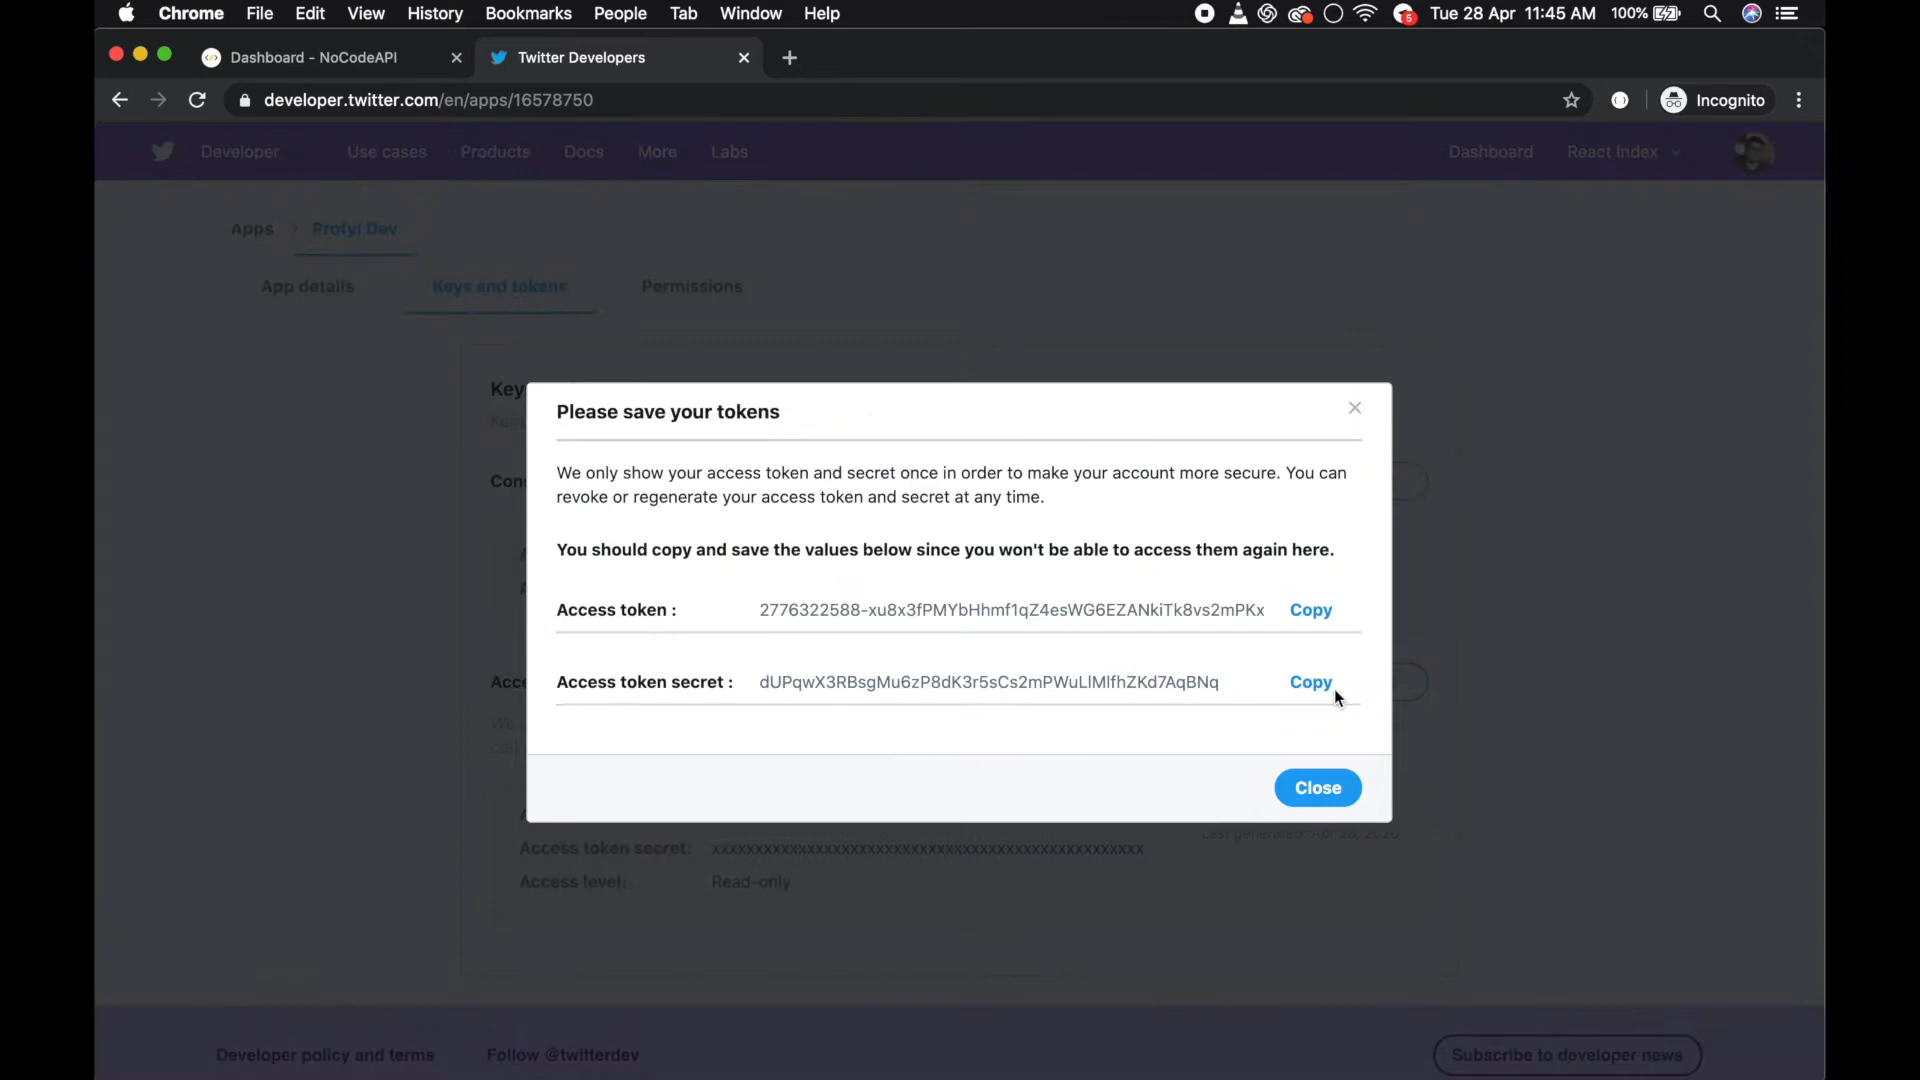 Chrome File Edit View History Bookmarks People Tab Window Help
5 Tue 28 Apr 11:45 AM 100%
Dashboard - NoCodeAPI
Twitter Developers
developer.twitter.com/en/apps/16578750
Incognito
Developer Use cases Products Docs More Labs Dashboard React Index
Apps Profyl Dev
App details Keys and tokens Permissions
Please save your tokens
We only show your access token and secret once in order to make your account more secure. You can
revoke or regenerate your access token and secret at any time.
You should copy and save the values below since you won't be able to access them again here.
Access token : 2776322588-xu8x3fPMYbHhmf1qZ4esWG6EZANkiTk8vs2mPKx Copy
Access token secret : Copy
Close
Last generated: Apr 28, 2020
Access token secret:
Access level: Read-only
Developer policy and terms Follow @twitterdev Subscribe to developer news